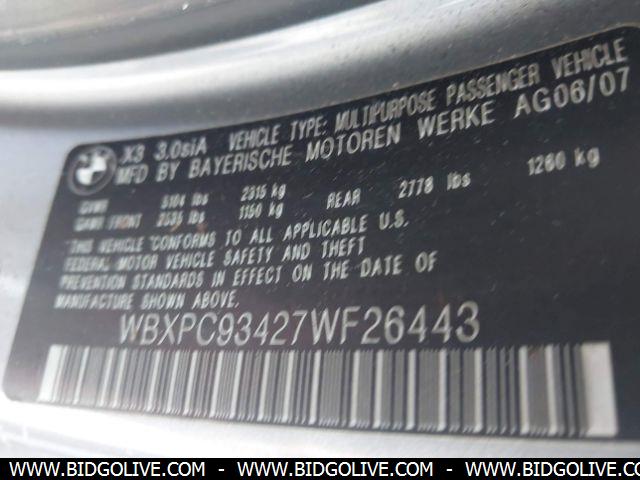 BMW
X3 3.0siA VEHICLE TYPE: MULTIPURPOSE PASSENGER VEHICLE
MFD BY BAYERISCHE MOTOREN WERKE AG06/07
GVWR 5104 lbs 2315 kg
GAWR FRONT 2535 lbs 1150 kg REAR 2778 lbs 1260 kg
THIS VEHICLE CONFORMS TO ALL APPLICABLE U.S.
FEDERAL MOTOR VEHICLE SAFETY AND THEFT
PREVENTION STANDARDS IN EFFECT ON THE DATE OF
MANUFACTURE SHOWN ABOVE.
WBXPC93427WF26443
WWW.BIDGOLIVE.COM - WWW.BIDGOLIVE.COM - WWW.BIDGOLIVE.COM